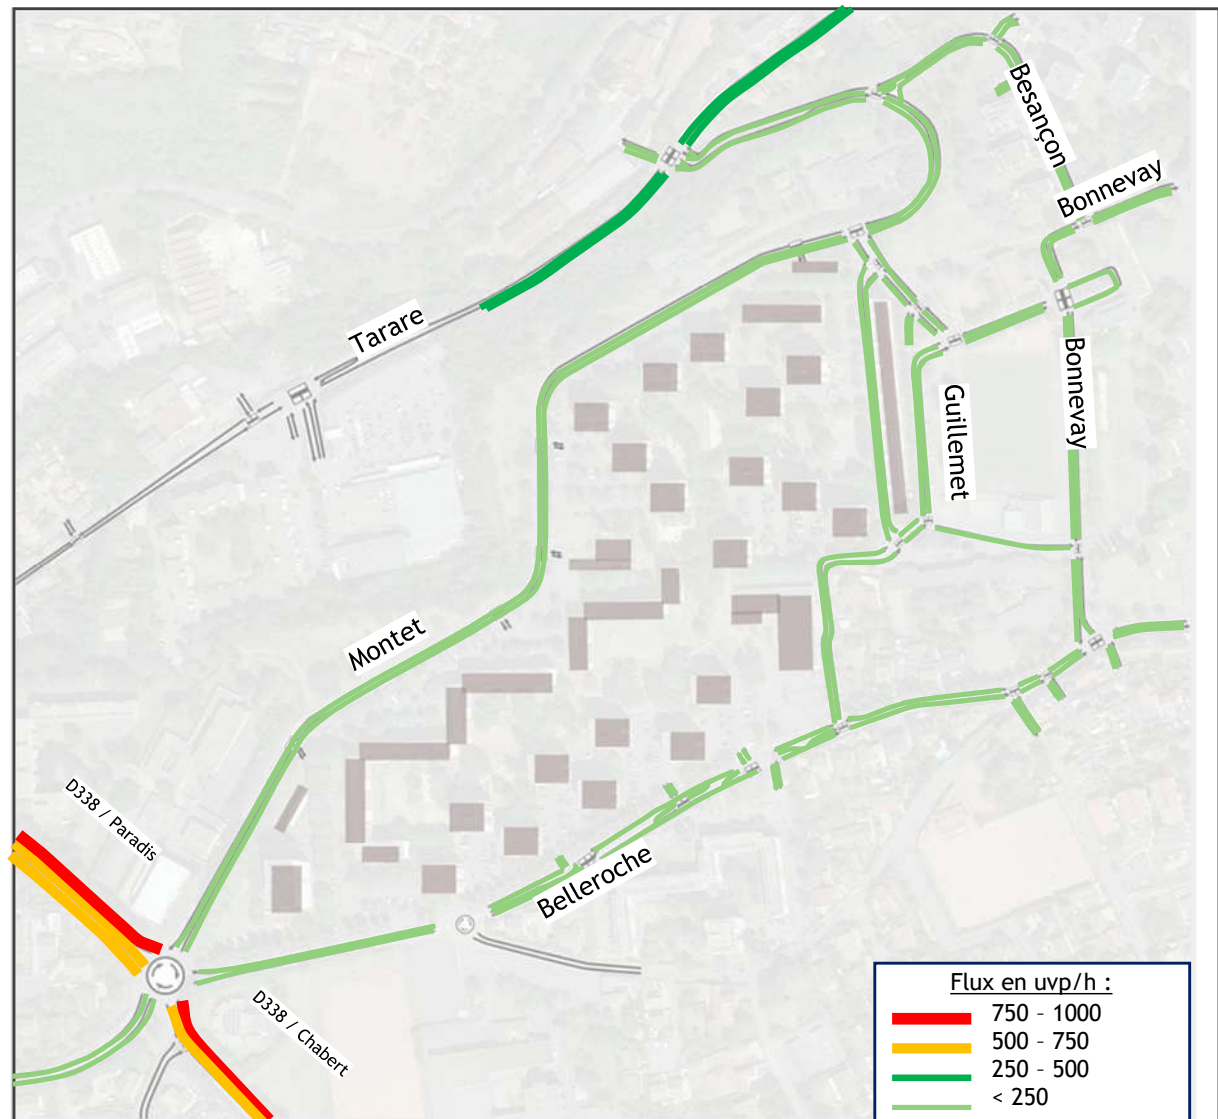 Besançon
Bonnevay
Tarare
Bonnevay
Guillemet
Montet
D338 / Paradis
Belleroche
D338 / Chabert
Flux en uvp/h :
750 - 1000
500 - 750
250 - 500
< 250